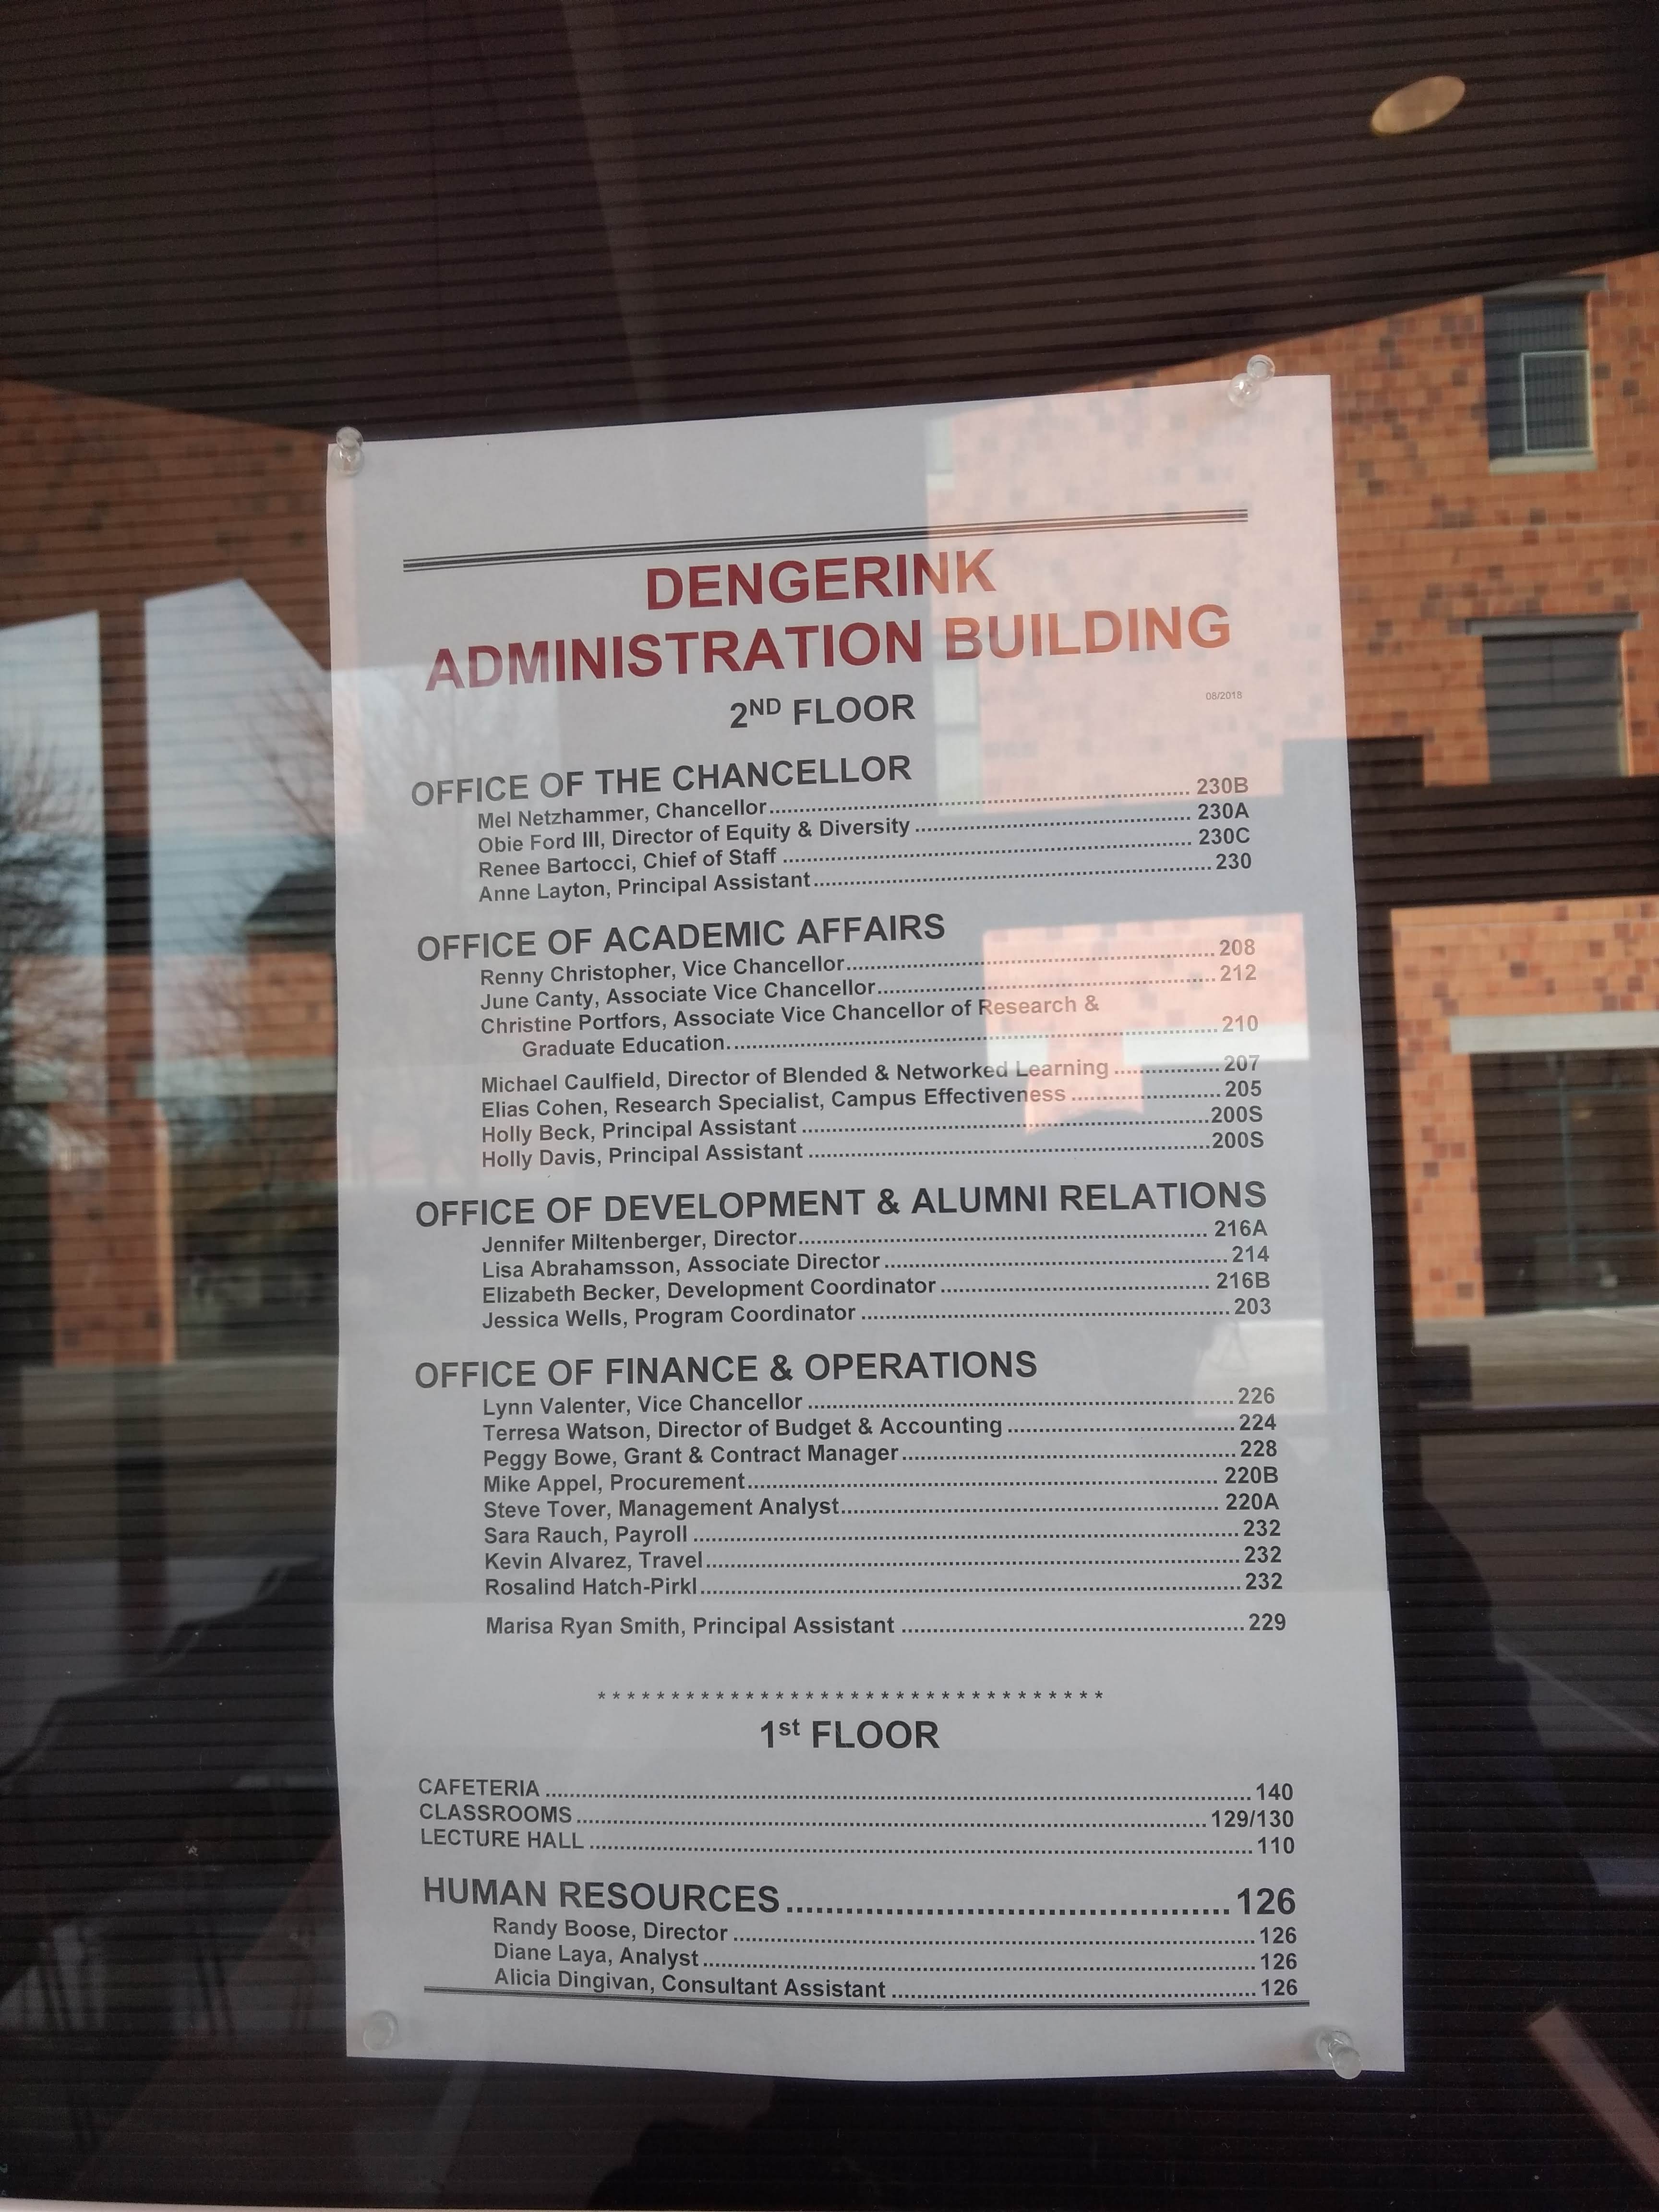 DENGERINK
ADMINISTRATION BUILDING
2ND FLOOR
08/2018
OFFICE OF THE CHANCELLOR
Mel Netzhammer, Chancellor........................................................ 230B
Obie Ford III, Director of Equity & Diversity ...................................... 230A
Renee Bartocci, Chief of Staff ...................................................... 230C
Anne Layton, Principal Assistant..................................................... 230
OFFICE OF ACADEMIC AFFAIRS
Renny Christopher, Vice Chancellor.................................................. 208
June Canty, Associate Vice Chancellor............................................... 212
Christine Portfors, Associate Vice Chancellor of Research &
Graduate Education.................................................................. 210
Michael Caulfield, Director of Blended & Networked Learning ................ 207
Elias Cohen, Research Specialist, Campus Effectiveness ...................... 205
Holly Beck, Principal Assistant ...................................................... 200S
Holly Davis, Principal Assistant ..................................................... 200S
OFFICE OF DEVELOPMENT & ALUMNI RELATIONS
Jennifer Miltenberger, Director...................................................... 216A
Lisa Abrahamsson, Associate Director ............................................... 214
Elizabeth Becker, Development Coordinator ....................................... 216B
Jessica Wells, Program Coordinator ................................................. 203
OFFICE OF FINANCE & OPERATIONS
Lynn Valenter, Vice Chancellor ...................................................... 226
Terresa Watson, Director of Budget & Accounting ................................ 224
Peggy Bowe, Grant & Contract Manager............................................. 228
Mike Appel, Procurement............................................................ 220B
Steve Tover, Management Analyst.................................................. 220A
Sara Rauch, Payroll ................................................................. 232
Kevin Alvarez, Travel................................................................ 232
Rosalind Hatch-Pirkl................................................................. 232
Marisa Ryan Smith, Principal Assistant ............................................ 229
***********************************
1st FLOOR
CAFETERIA ......................................................................... 140
CLASSROOMS ................................................................... 129/130
LECTURE HALL ..................................................................... 110
HUMAN RESOURCES.......................................... 126
Randy Boose, Director ............................................................... 126
Diane Laya, Analyst................................................................. 126
Alicia Dingivan, Consultant Assistant .............................................. 126